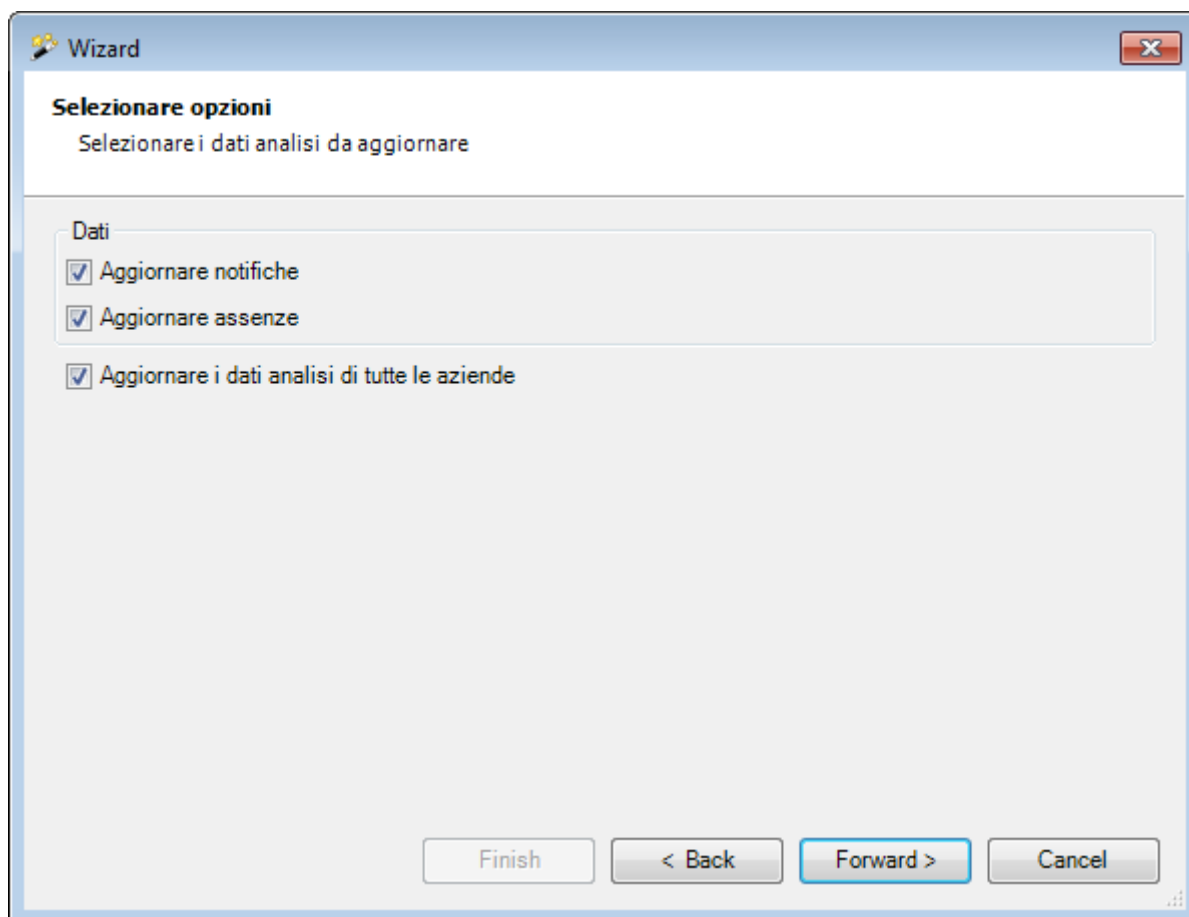 Wizard
Selezionare opzioni
Selezionare i dati analisi da aggiornare
Dati
Aggiornare notifiche
Aggiornare assenze
Aggiornare i dati analisi di tutte le aziende
Finish
< Back
Forward >
Cancel